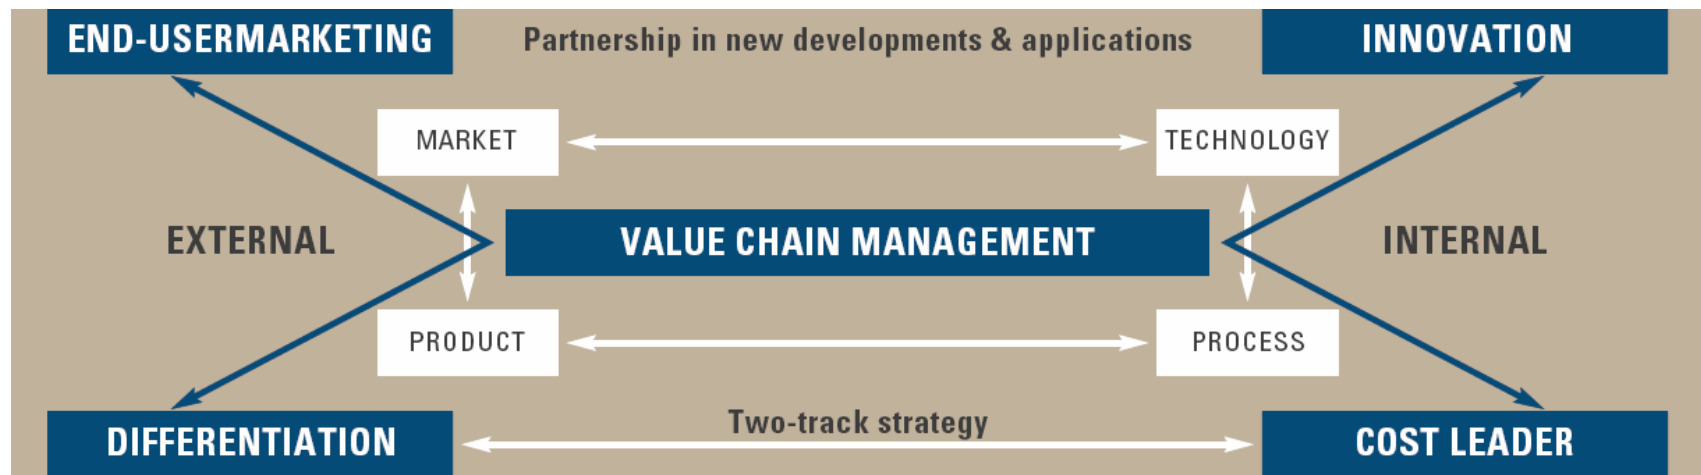 END-USERMARKETING
Partnership in new developments & applications
INNOVATION
MARKET
TECHNOLOGY
EXTERNAL
VALUE CHAIN MANAGEMENT
INTERNAL
PRODUCT
PROCESS
DIFFERENTIATION
Two-track strategy
COST LEADER